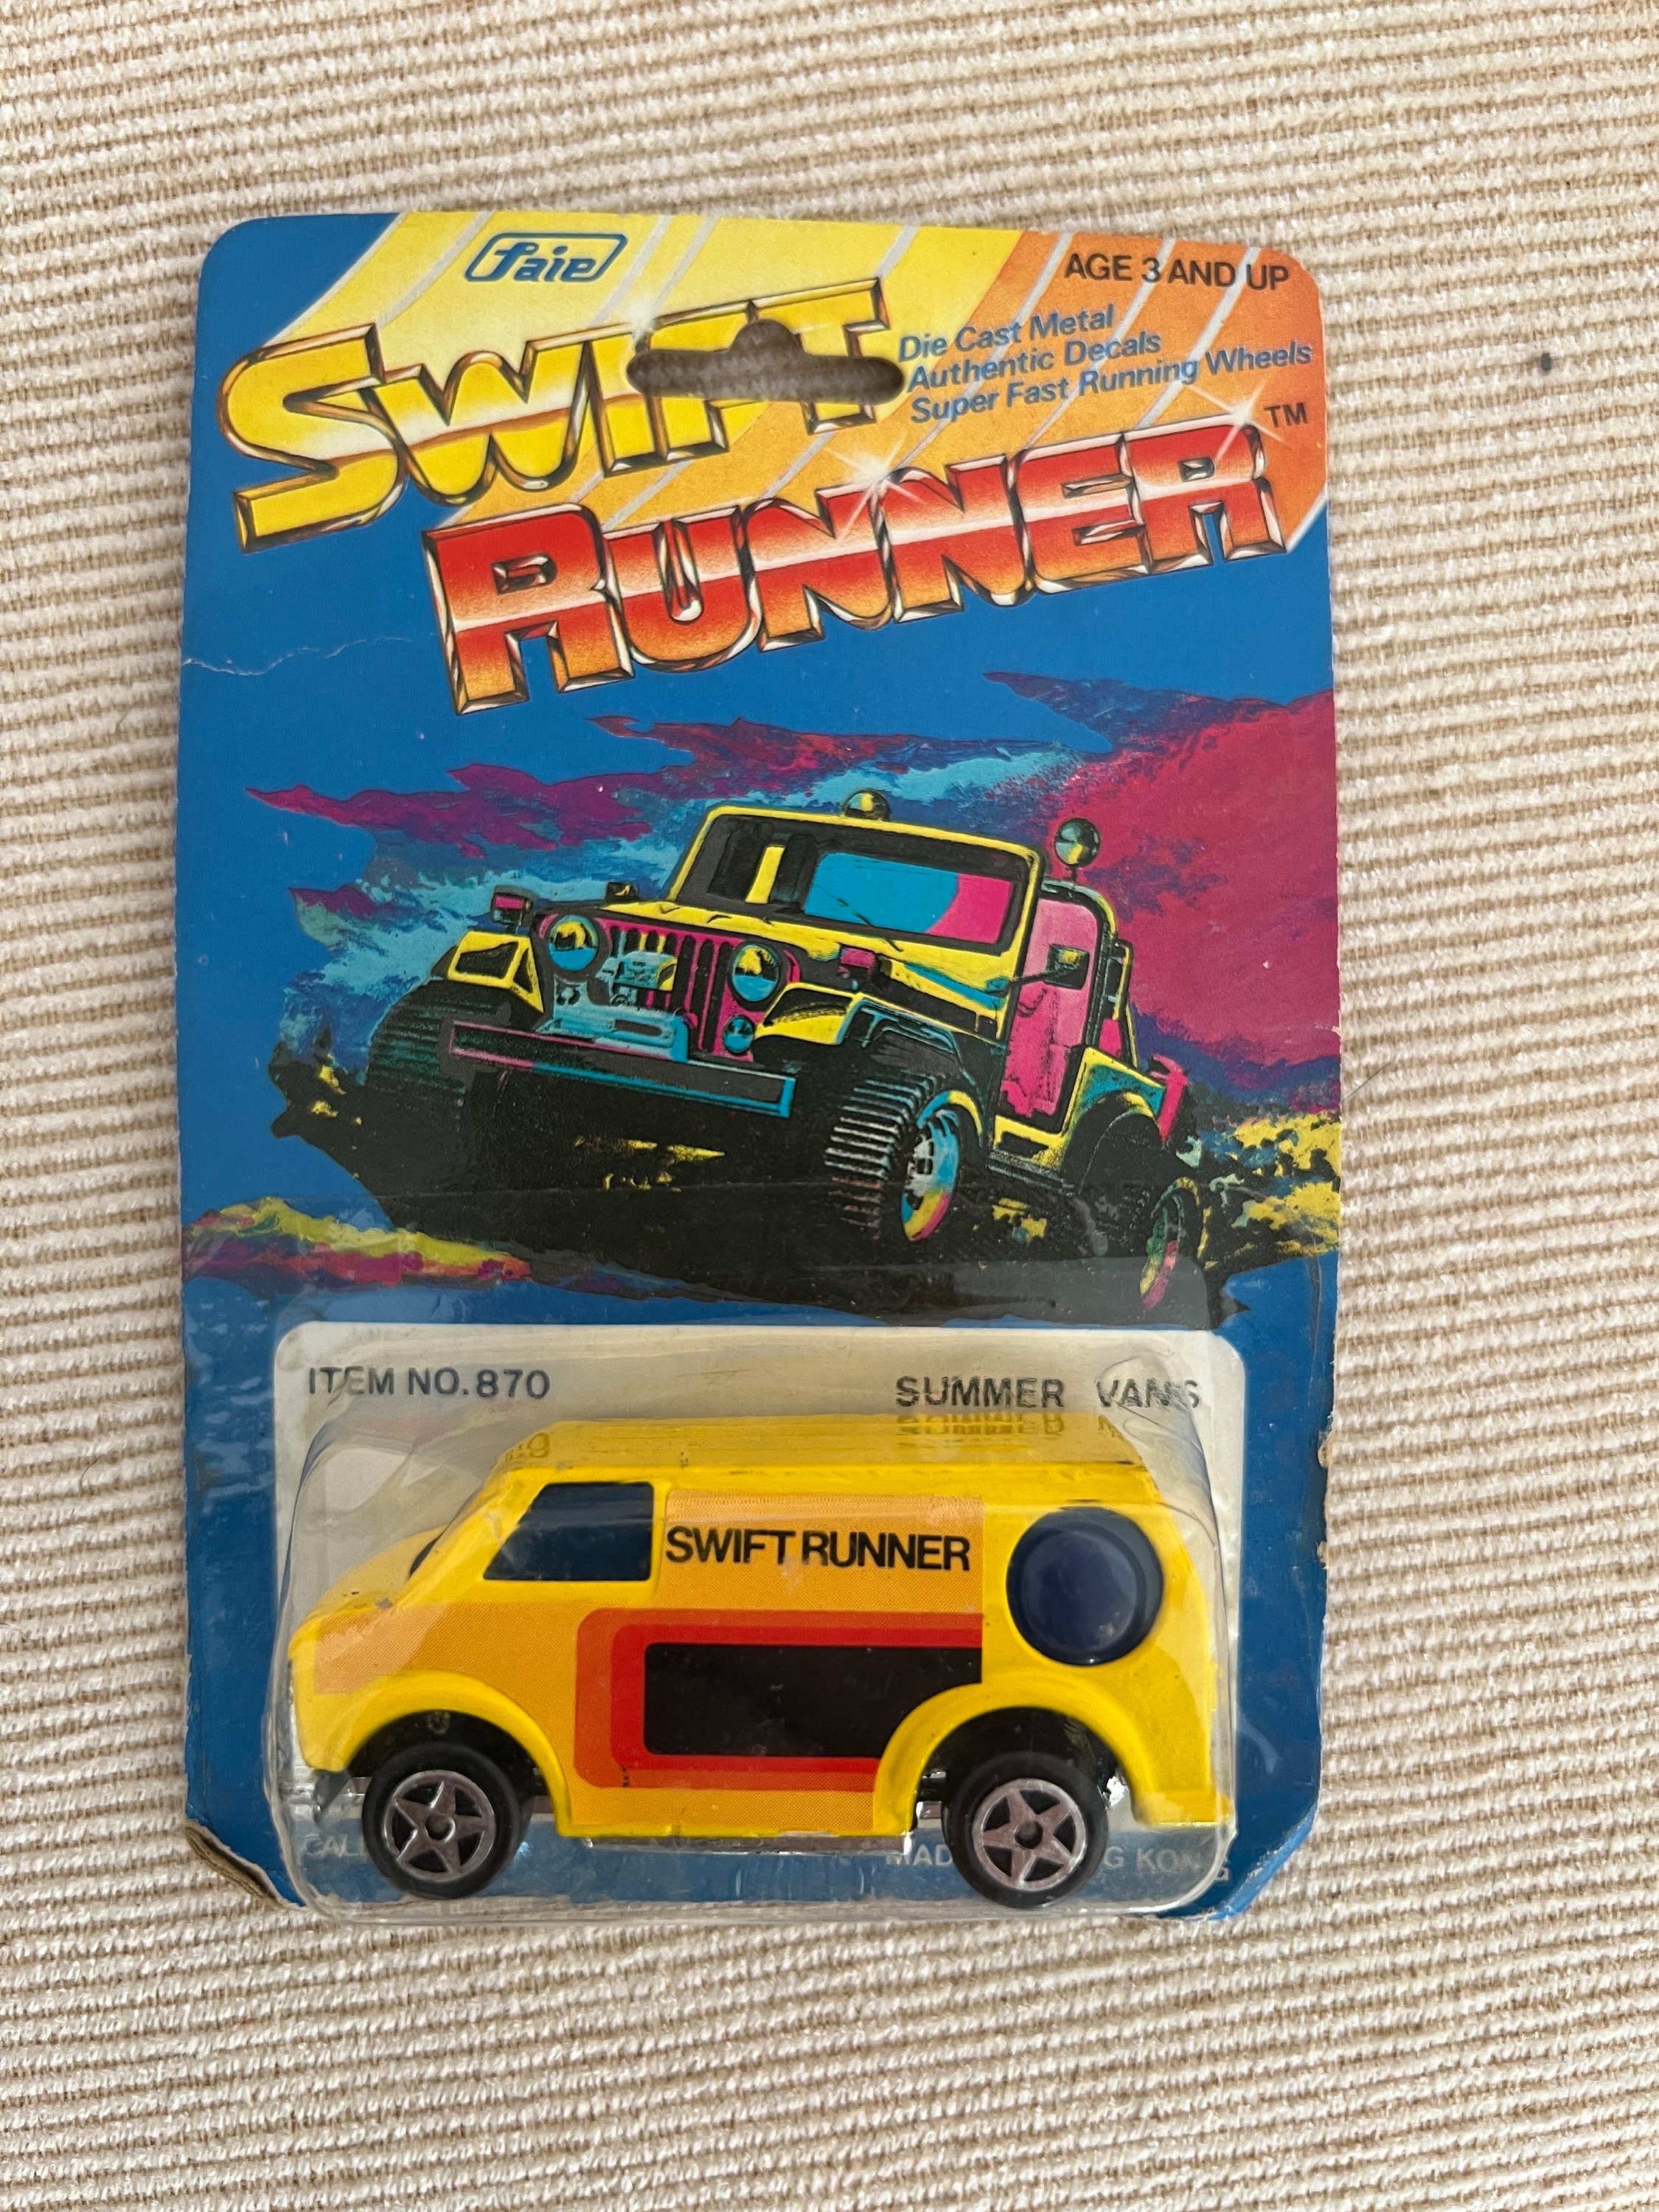 faie
AGE 3 AND UP
SWIFT
Die Cast Metal
Authentic Decals
Super Fast Running Wheels
RUNNER
TM
ITEM NO.870
SUMMER VANS
SWIFT RUNNER